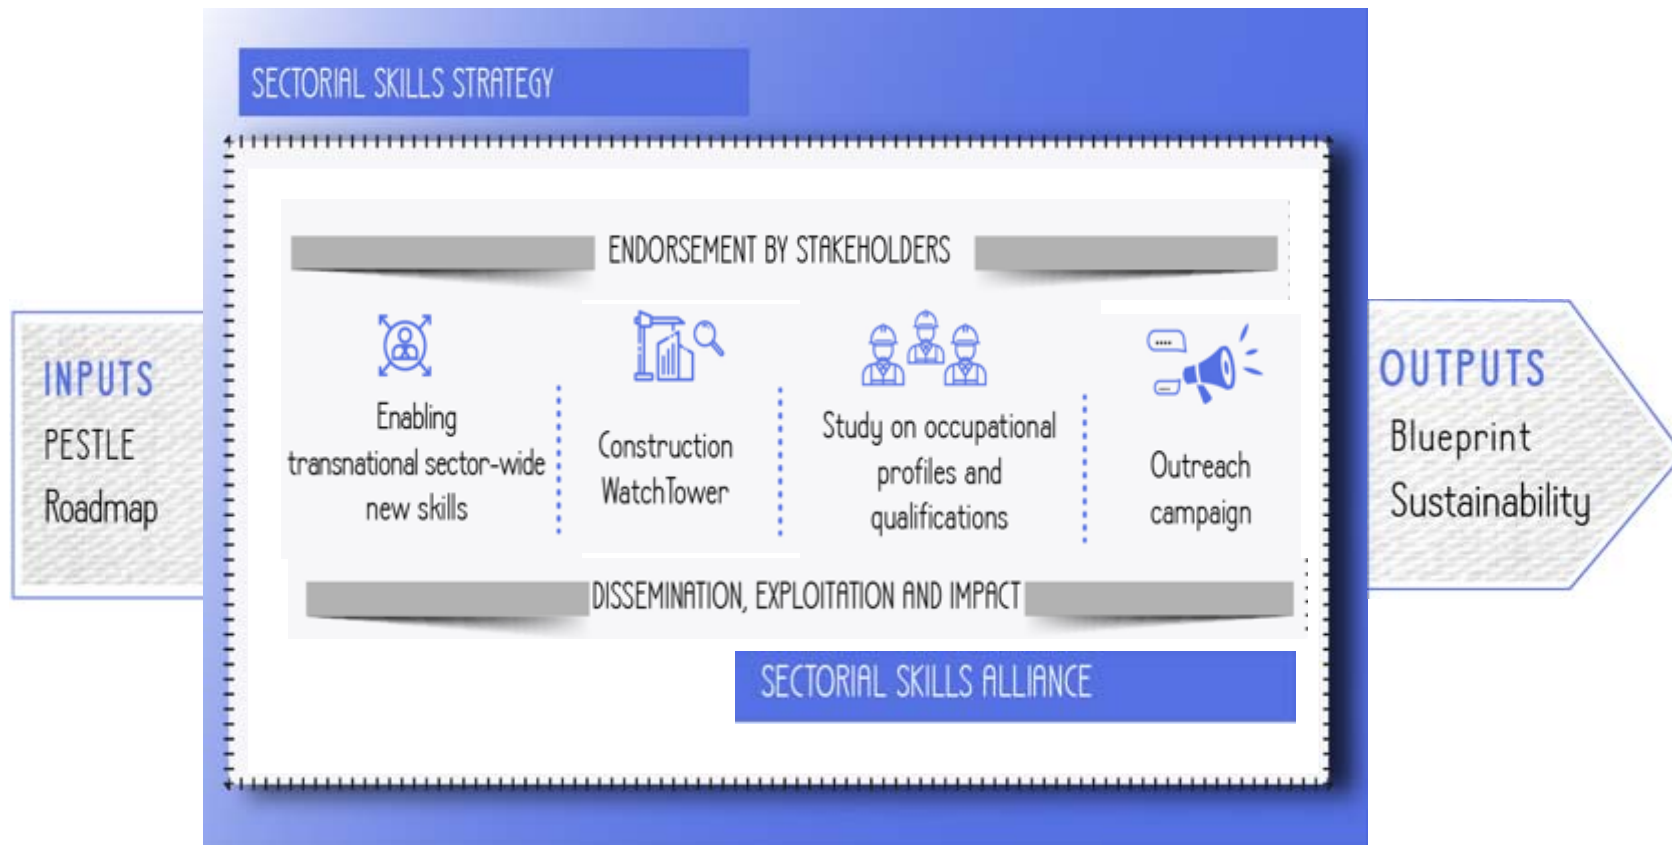 SECTORIAL SKILLS STRATEGY
ENDORSEMENT BY STAKEHOLDERS
INPUTS
PESTLE
Roadmap
Enabling
transnational sector-wide
new skills
Construction
WatchTower
Study on occupational
profiles and
qualifications
Outreach
campaign
OUTPUTS
Blueprint
Sustainability
DISSEMINATION, EXPLOITATION AND IMPACT
SECTORIAL SKILLS ALLIANCE